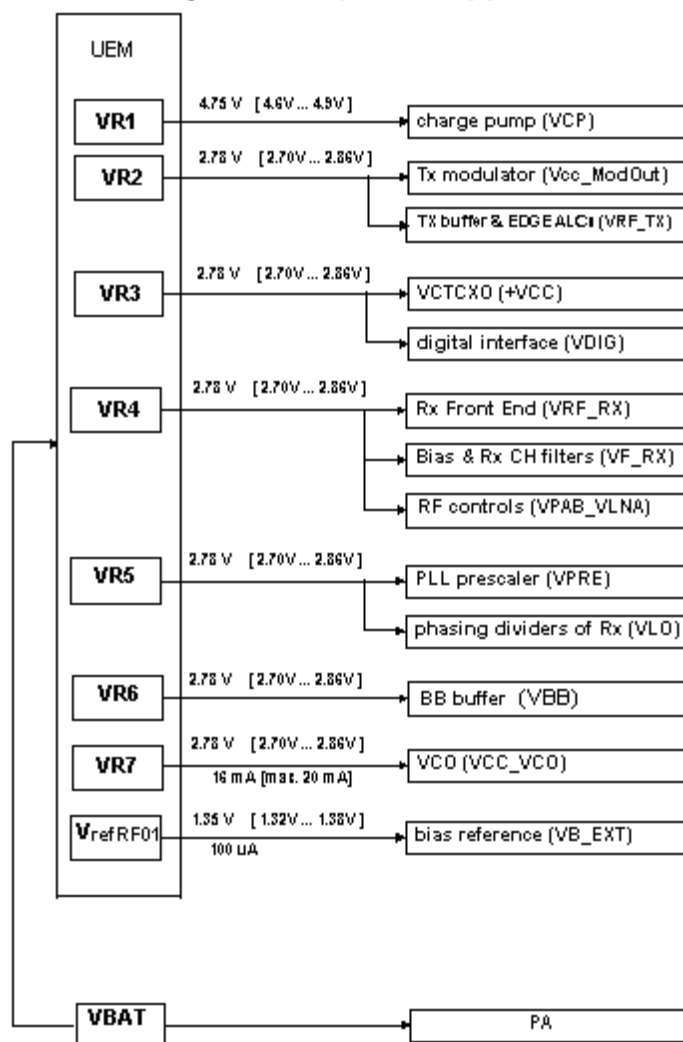 UEM
4.75 V [ 4.6V ... 4.9V ]
VR1
charge pump (VCP)
2.78 V [ 2.70V ... 2.86V ]
VR2
Tx modulator (Vcc_ModOut)
TX buffer & EDGE ALCs (VRF_TX)
2.78 V [ 2.70V ... 2.86V ]
VR3
VCTCXO (+VCC)
digital interface (VDIG)
2.78 V [ 2.70V ... 2.86V ]
VR4
Rx Front End (VRF_RX)
Bias & Rx CH filters (VF_RX)
RF controls (VPAB_VLNA)
2.78 V [ 2.70V ... 2.86V ]
VR5
PLL prescaler (VPRE)
phasing dividers of Rx (VLO)
2.78 V [ 2.70V ... 2.86V ]
VR6
BB buffer (VBB)
2.78 V [ 2.70V ... 2.86V ]
VR7
VCO (VCC_VCO)
16 mA [max. 20 mA ]
1.35 V [ 1.32V ... 1.38V ]
VrefRF01
bias reference (VB_EXT)
100 uA
VBAT
PA